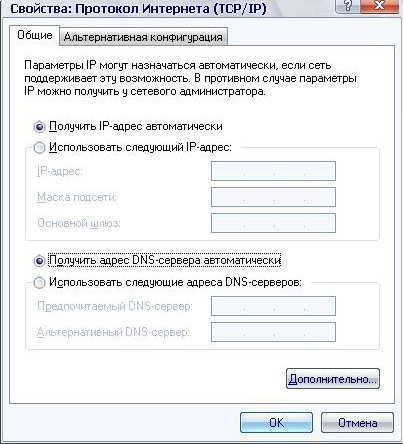 Свойства: Протокол Интернета (TCP/IP)
Общие
Альтернативная конфигурация
Параметры IP могут назначаться автоматически, если сеть
поддерживает эту возможность. В противном случае параметры
IP можно получить у сетевого администратора.
Получить IP-адрес автоматически
Использовать следующий IP-адрес:
IP-адрес:
Маска подсети:
Основной шлюз:
Получить адрес DNS-сервера автоматически
Использовать следующие адреса DNS-серверов:
Предпочитаемый DNS-сервер:
Альтернативный DNS-сервер:
Дополнительно...
OK
Отмена